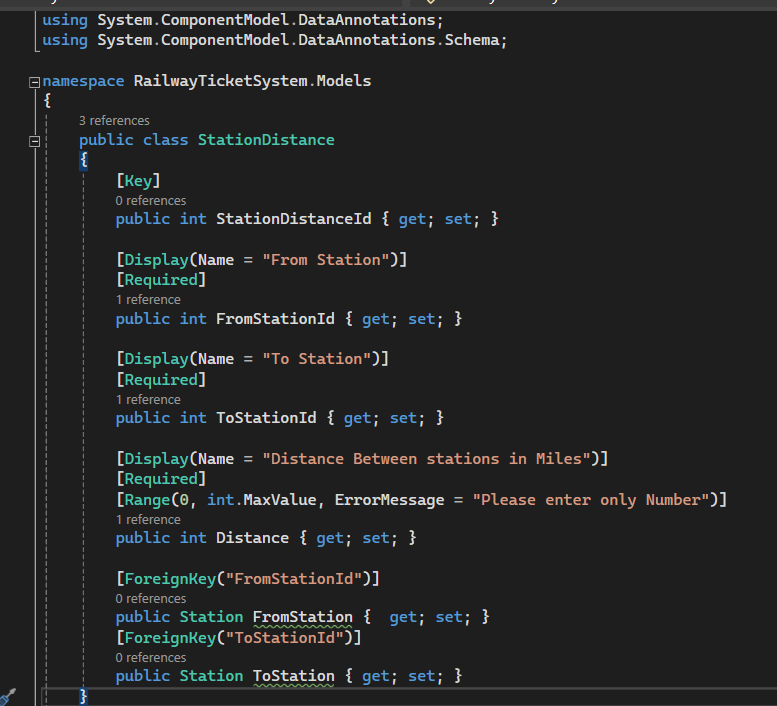 using System.ComponentModel.DataAnnotations;
using System.ComponentModel.DataAnnotations.Schema;
namespace RailwayTicketSystem.Models
{
3 references
public class StationDistance
{
[Key]
0 references
public int StationDistanceId { get; set; }
[Display(Name = "From Station")]
[Required]
1 reference
public int FromStationId { get; set; }
[Display(Name = "To Station")]
[Required]
1 reference
public int ToStationId { get; set; }
[Display(Name = "Distance Between stations in Miles")]
[Required]
[Range(0, int.MaxValue, ErrorMessage = "Please enter only Number")]
1 reference
public int Distance { get; set; }
[ForeignKey("FromStationId")]
0 references
public Station FromStation {  get; set; }
[ForeignKey("ToStationId")]
0 references
public Station ToStation { get; set; }
}